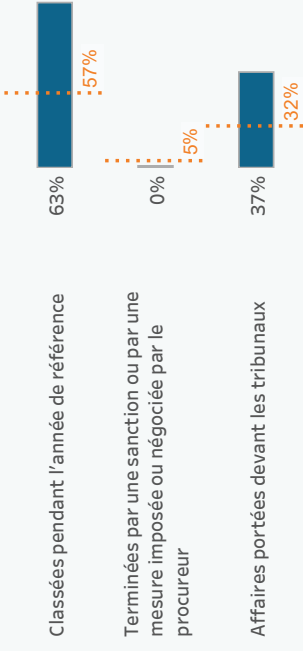 Classées pendant l’année de référence
63%
57%
Terminées par une sanction ou par une
mesure imposée ou négociée par le
procureur
0%
5%
Affaires portées devant les tribunaux
37%
32%